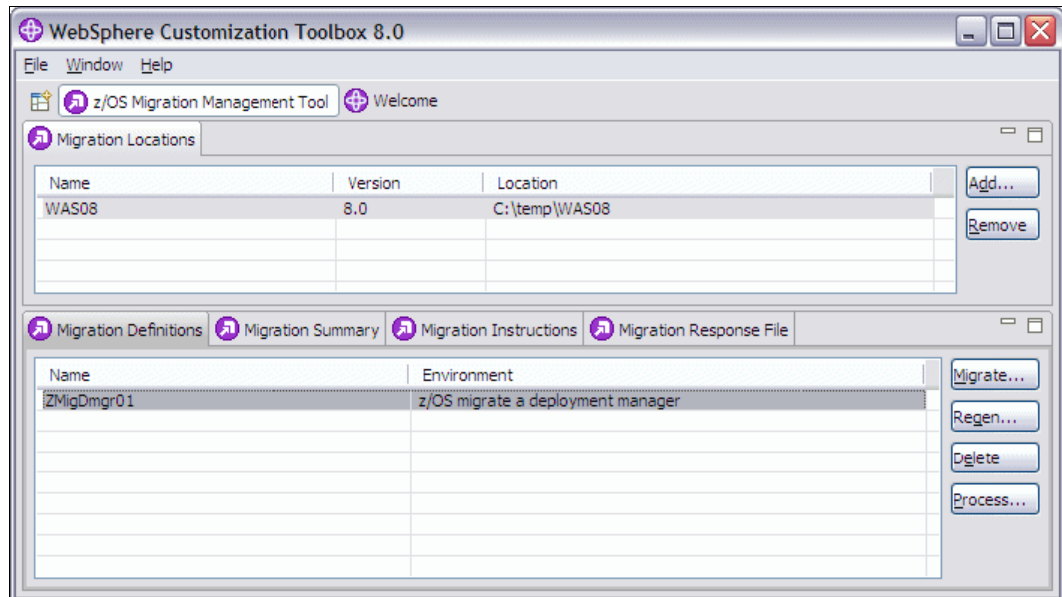 WebSphere Customization Toolbox 8.0
File Window Help
z/OS Migration Management Tool Welcome
Migration Locations
Name Version Location Add...
WAS08 8.0 C:\temp\WAS08
Remove
Migration Definitions Migration Summary Migration Instructions Migration Response File
Name Environment Migrate...
ZMigDmgr01 z/OS migrate a deployment manager
Regen...
Delete
Process...